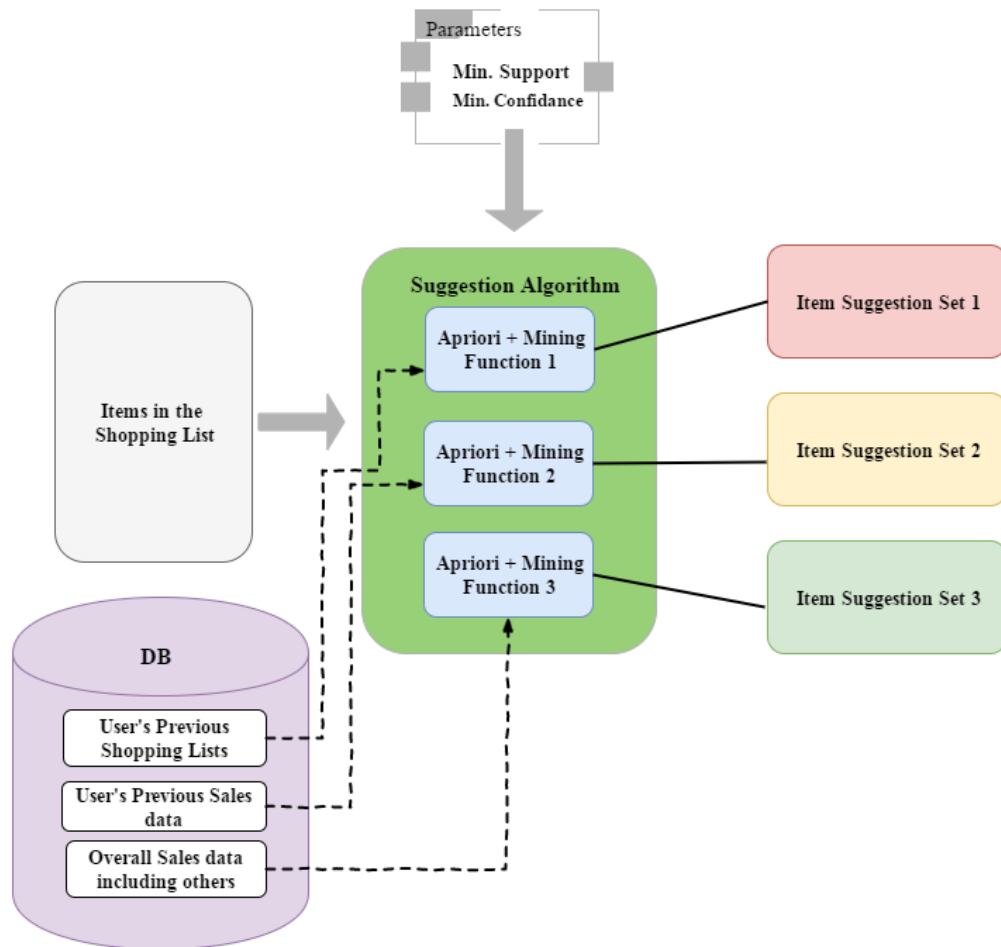 Parameters
Min. Support
Min. Confidance
Suggestion Algorithm
Apriori + Mining
Function 1
Apriori + Mining
Function 2
Apriori + Mining
Function 3
Item Suggestion Set 1
Item Suggestion Set 2
Item Suggestion Set 3
Items in the
Shopping List
DB
User's Previous
Shopping Lists
User's Previous Sales
data
Overall Sales data
including others